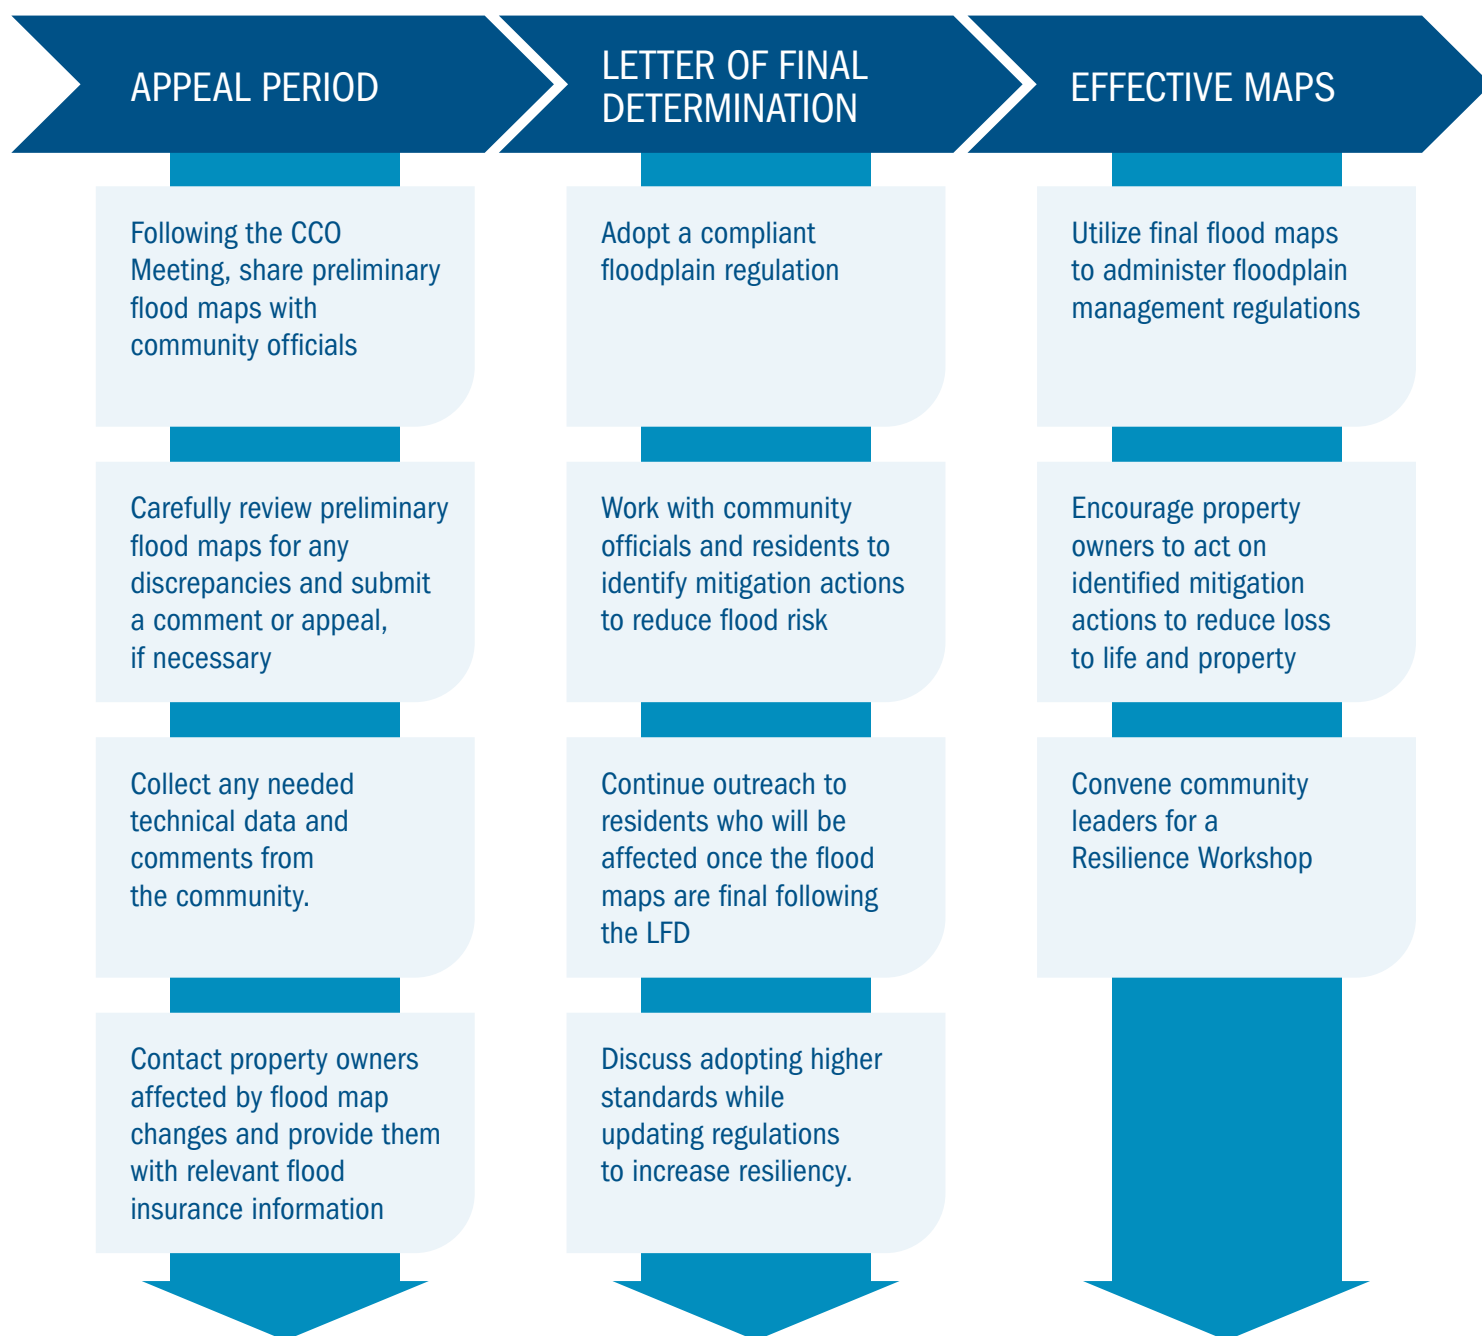 APPEAL PERIOD
LETTER OF FINAL
DETERMINATION
EFFECTIVE MAPS
Following the CCO
Meeting, share preliminary
flood maps with
community officials
Carefully review preliminary
flood maps for any
discrepancies and submit
a comment or appeal,
if necessary
Collect any needed
technical data and
comments from
the community.
Contact property owners
affected by flood map
changes and provide them
with relevant flood
insurance information
Adopt a compliant
floodplain regulation
Work with community
officials and residents to
identify mitigation actions
to reduce flood risk
Continue outreach to
residents who will be
affected once the flood
maps are final following
the LFD
Discuss adopting higher
standards while
updating regulations
to increase resiliency.
Utilize final flood maps
to administer floodplain
management regulations
Encourage property
owners to act on
identified mitigation
actions to reduce loss
to life and property
Convene community
leaders for a
Resilience Workshop